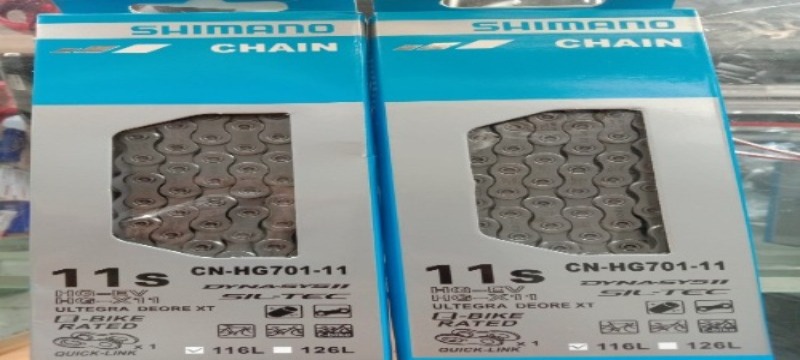 SHIMANO
CHAIN
11s
CN-HG701-11
HG-EV
HG-X11
DYNASYS11
SIL-TEC
ULTEGRA DEORE XT
E-BIKE
RATED
x 1
QUICK-LINK
116L 126L
SHIMANO
CHAIN
11s
CN-HG701-11
HG-EV
HG-X11
DYNASYS11
SIL-TEC
ULTEGRA DEORE XT
E-BIKE
RATED
x 1
QUICK-LINK
116L 126L